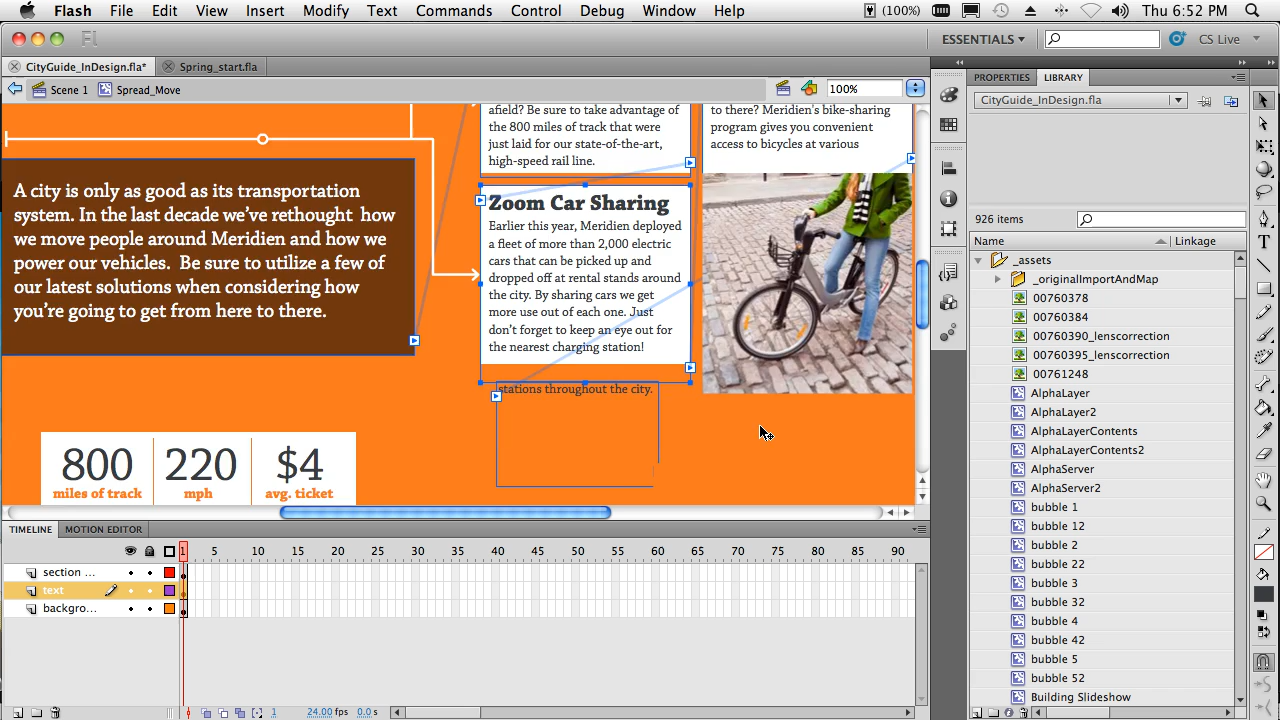 Flash File Edit View Insert Modify Text Commands Control Debug Window Help (100%) Thu 6:52 PM
Fl ESSENTIALS CS Live
CityGuide_InDesign.fla* Spring_start.fla
Scene 1 Spread_Move 100%
afield? Be sure to take advantage of
the 800 miles of track that were
just laid for our state-of-the-art,
high-speed rail line.
to there? Meridien's bike-sharing
program gives you convenient
access to bicycles at various
A city is only as good as its transportation
system. In the last decade we've rethought how
we move people around Meridien and how we
power our vehicles. Be sure to utilize a few of
our latest solutions when considering how
you're going to get from here to there.
Zoom Car Sharing
Earlier this year, Meridien deployed
a fleet of more than 2,000 electric
cars that can be picked up and
dropped off at rental stands around
the city. By sharing cars we get
more use out of each one. Just
don't forget to keep an eye out for
the nearest charging station!
stations throughout the city.
800 220 $4
miles of track mph avg. ticket
TIMELINE MOTION EDITOR
1 5 10 15 20 25 30 35 40 45 50 55 60 65 70 75 80 85 90
section ...
text
backgro...
1 24.00 fps 0.0 s
PROPERTIES LIBRARY
CityGuide_InDesign.fla
926 items
Name Linkage
_assets
_originalImportAndMap
00760378
00760384
00760390_lenscorrection
00760395_lenscorrection
00761248
AlphaLayer
AlphaLayer2
AlphaLayerContents
AlphaLayerContents2
AlphaServer
AlphaServer2
bubble 1
bubble 12
bubble 2
bubble 22
bubble 3
bubble 32
bubble 4
bubble 42
bubble 5
bubble 52
Building Slideshow
T